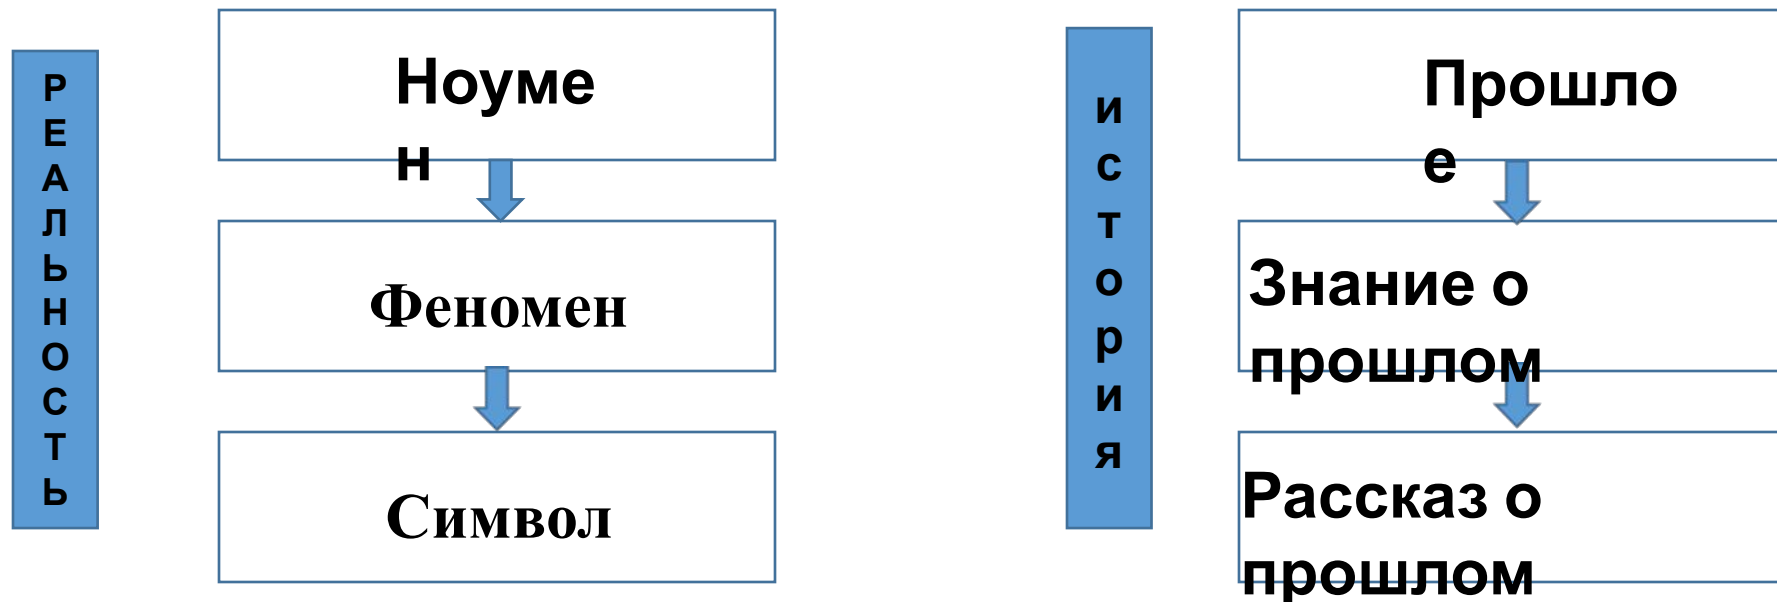 РЕАЛЬНОСТЬ
Ноуме
н
Феномен
Символ
история
Прошло
е
Знание о
прошлом
Рассказ о
прошлом